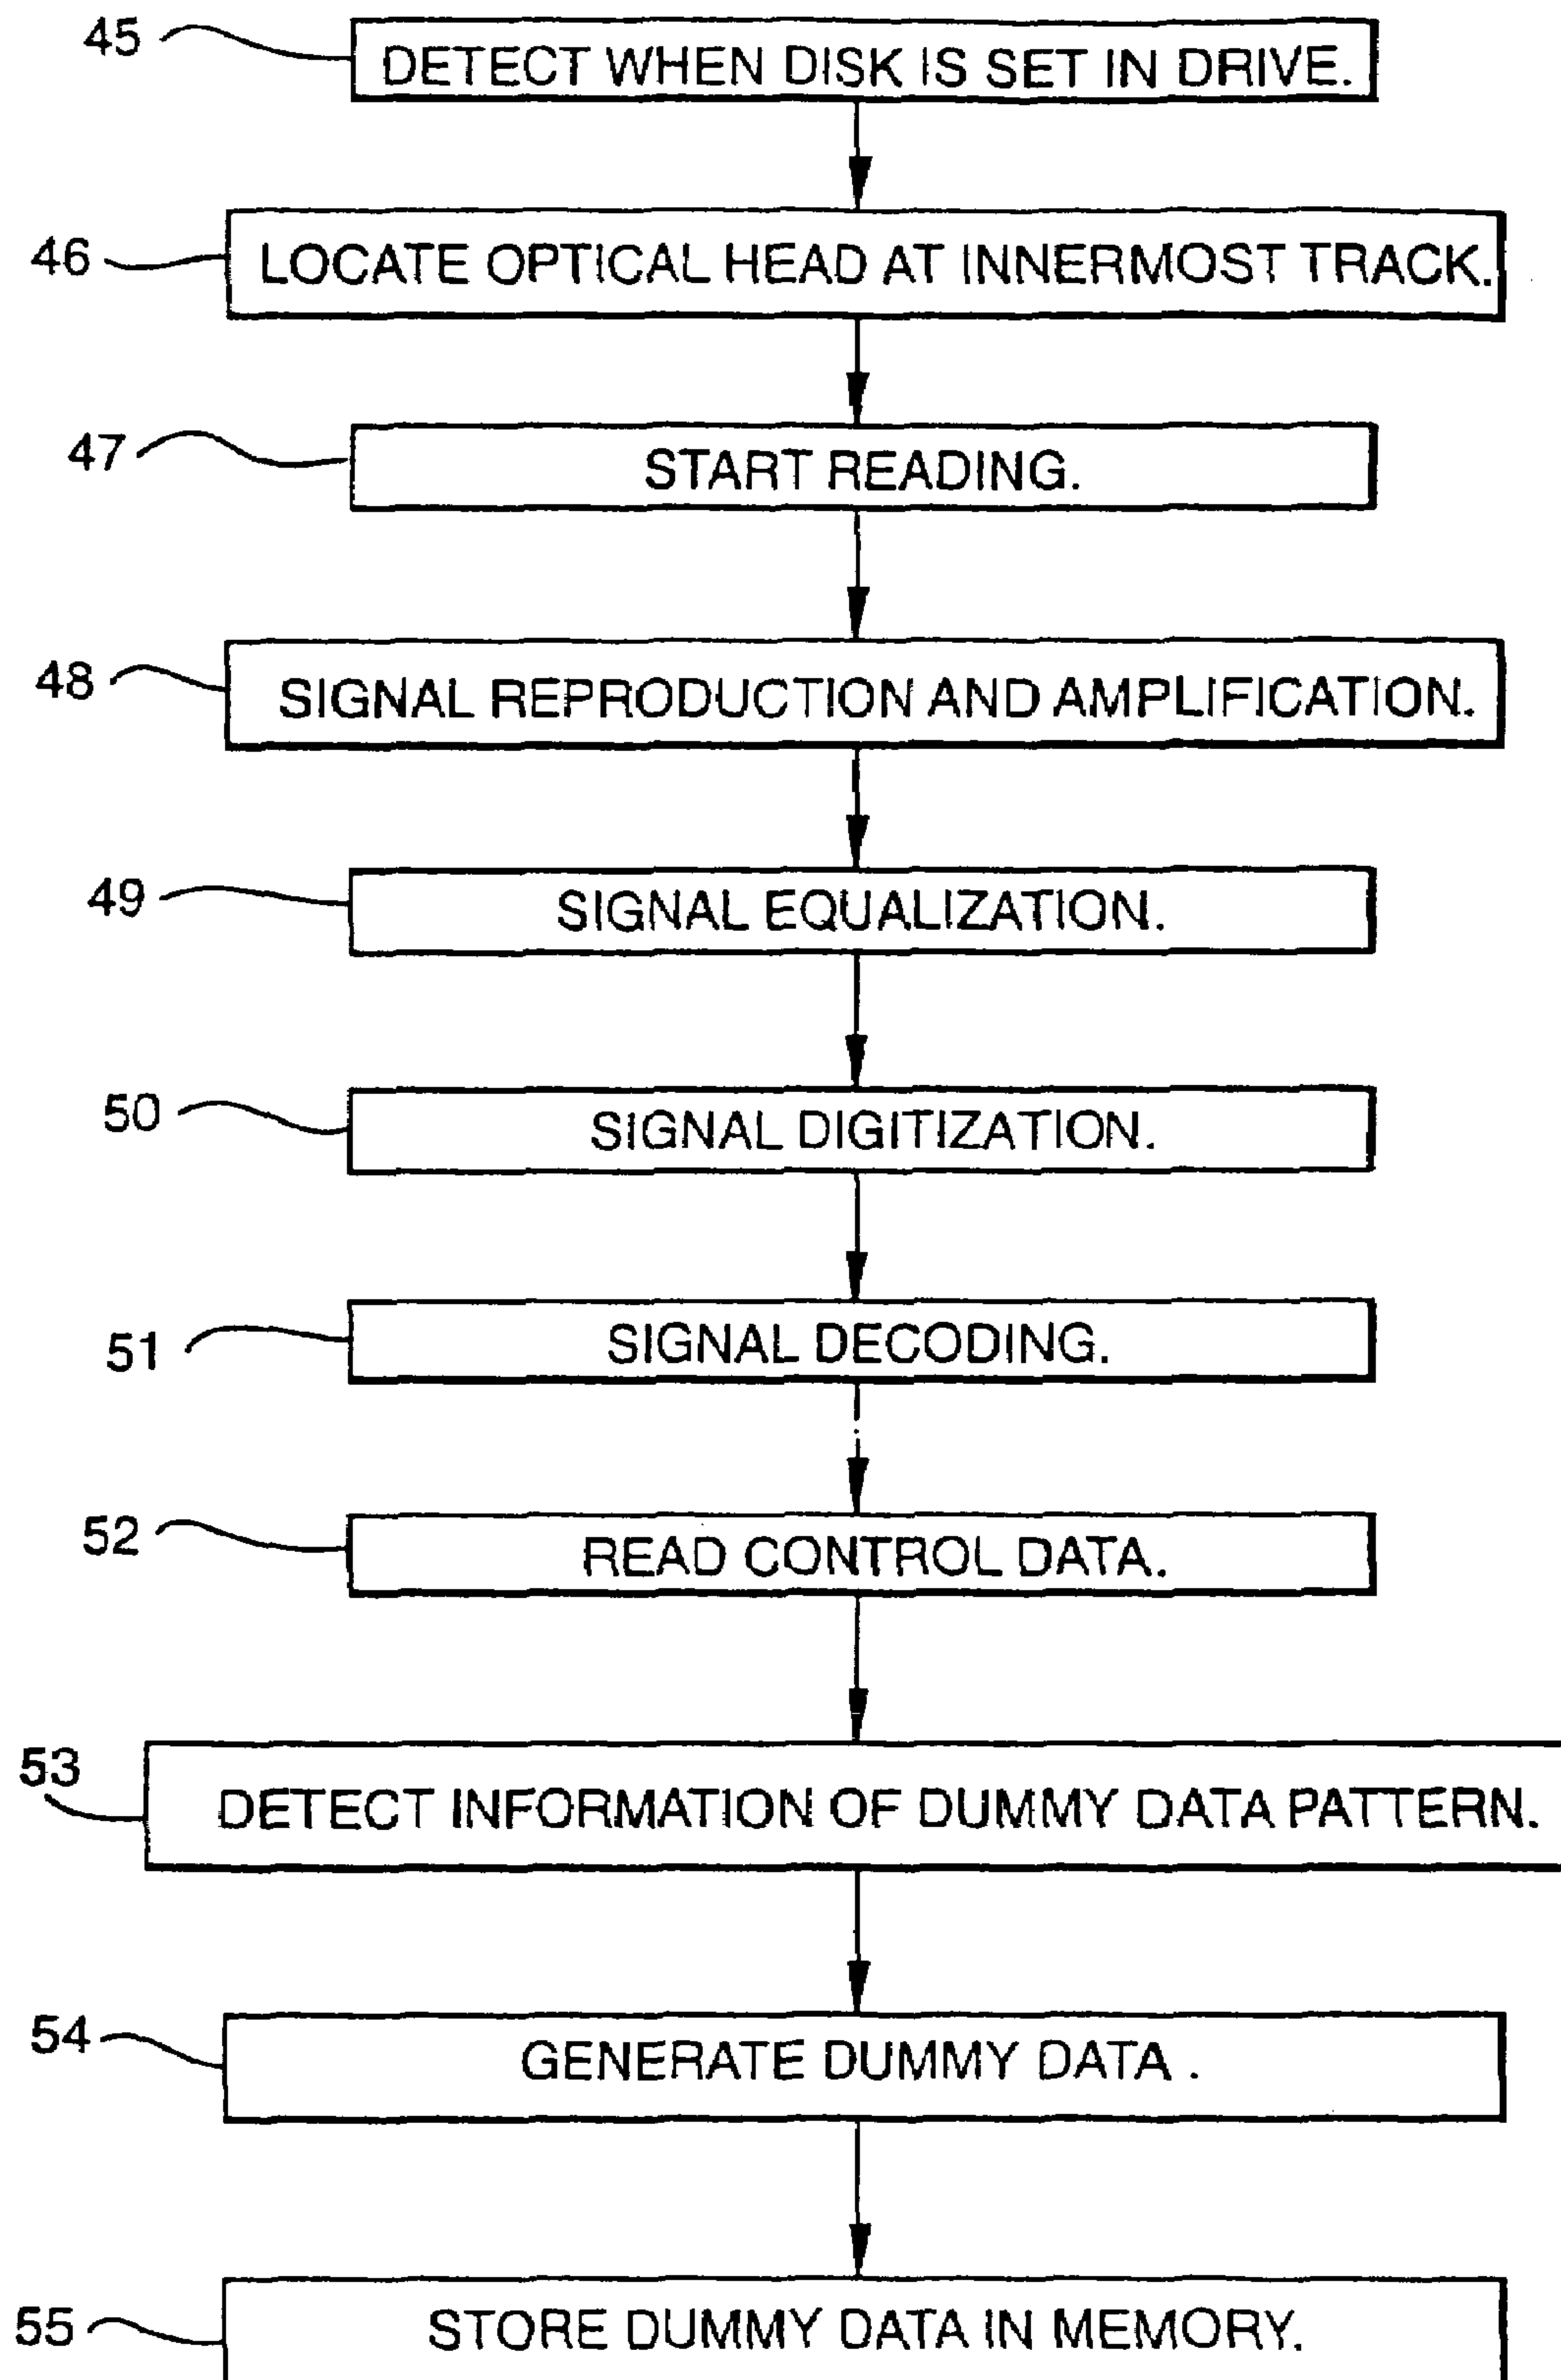 45 DETECT WHEN DISK IS SET IN DRIVE.
46 LOCATE OPTICAL HEAD AT INNERMOST TRACK.
47 START READING.
48 SIGNAL REPRODUCTION AND AMPLIFICATION.
49 SIGNAL EQUALIZATION.
50 SIGNAL DIGITIZATION.
51 SIGNAL DECODING.
52 READ CONTROL DATA.
53 DETECT INFORMATION OF DUMMY DATA PATTERN.
54 GENERATE DUMMY DATA .
55 STORE DUMMY DATA IN MEMORY.